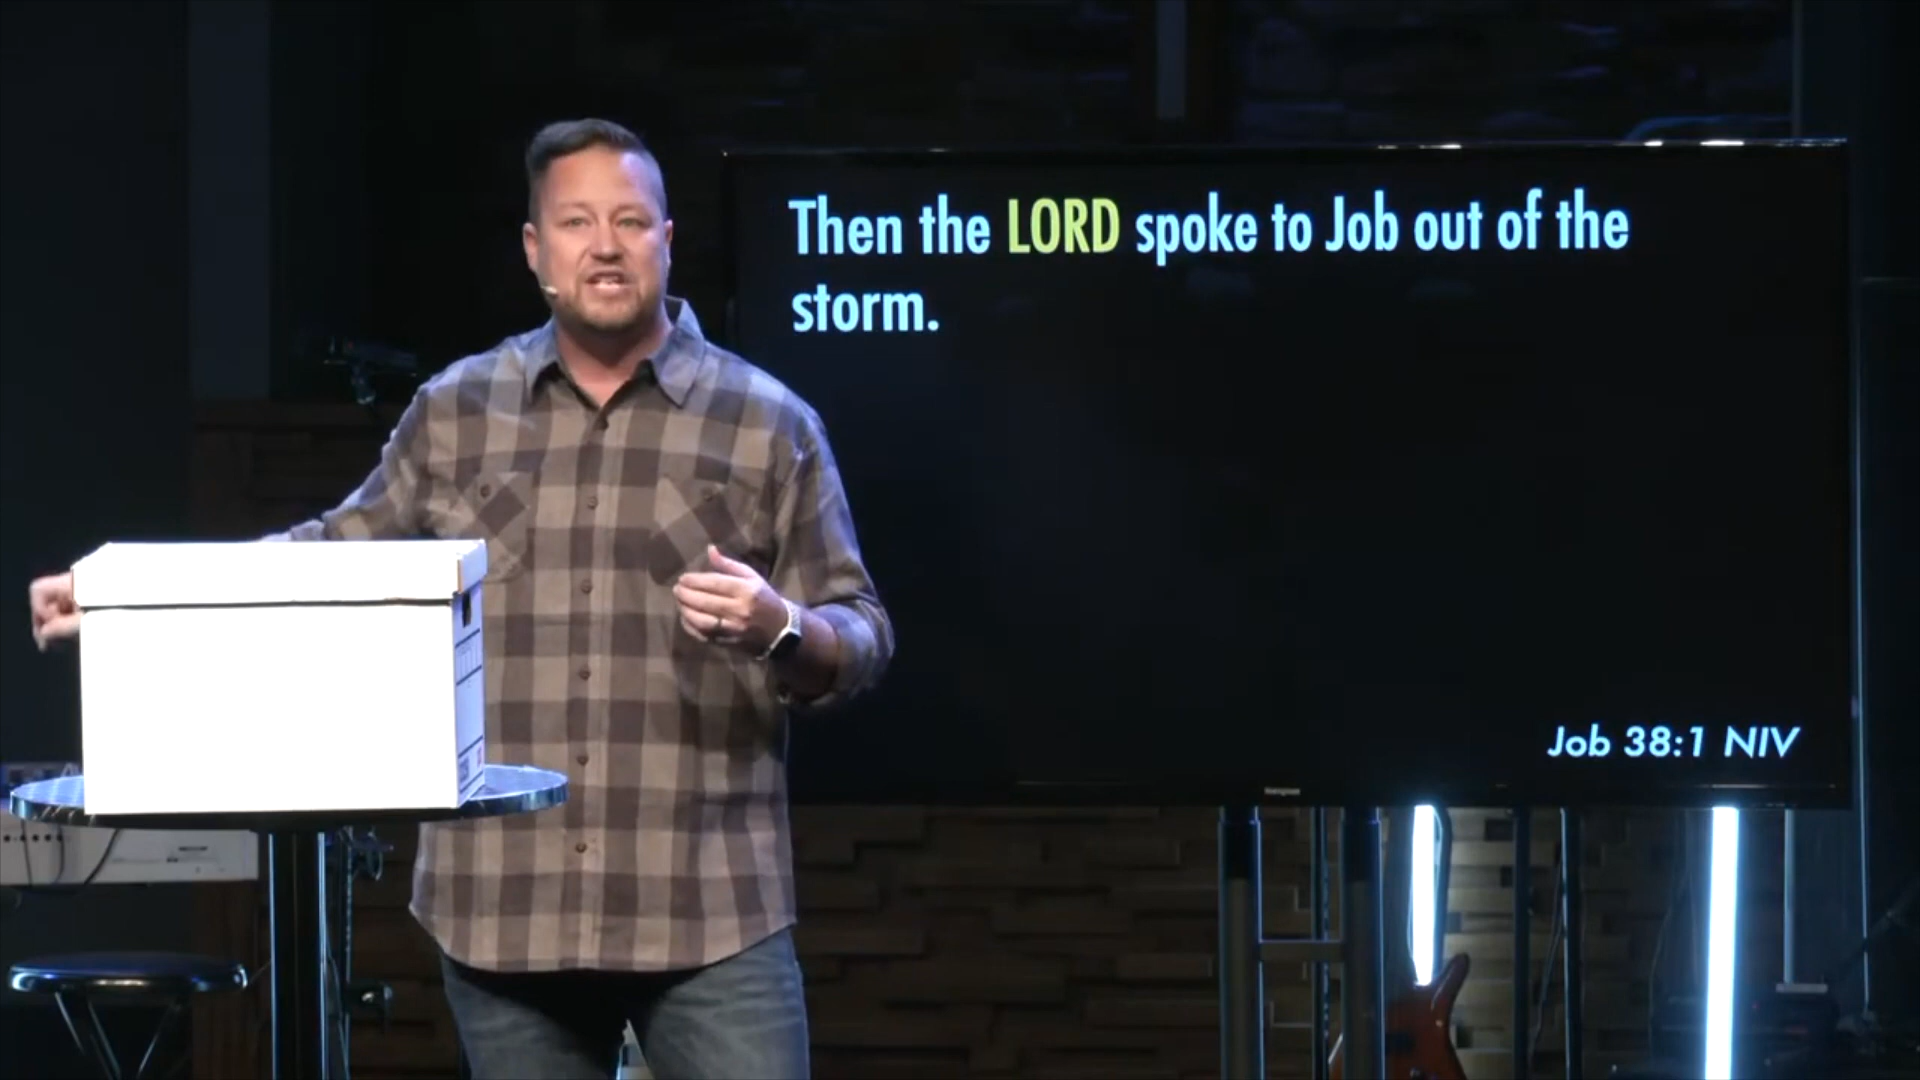 Then the LORD spoke to Job out of the
storm.
Job 38:1 NIV